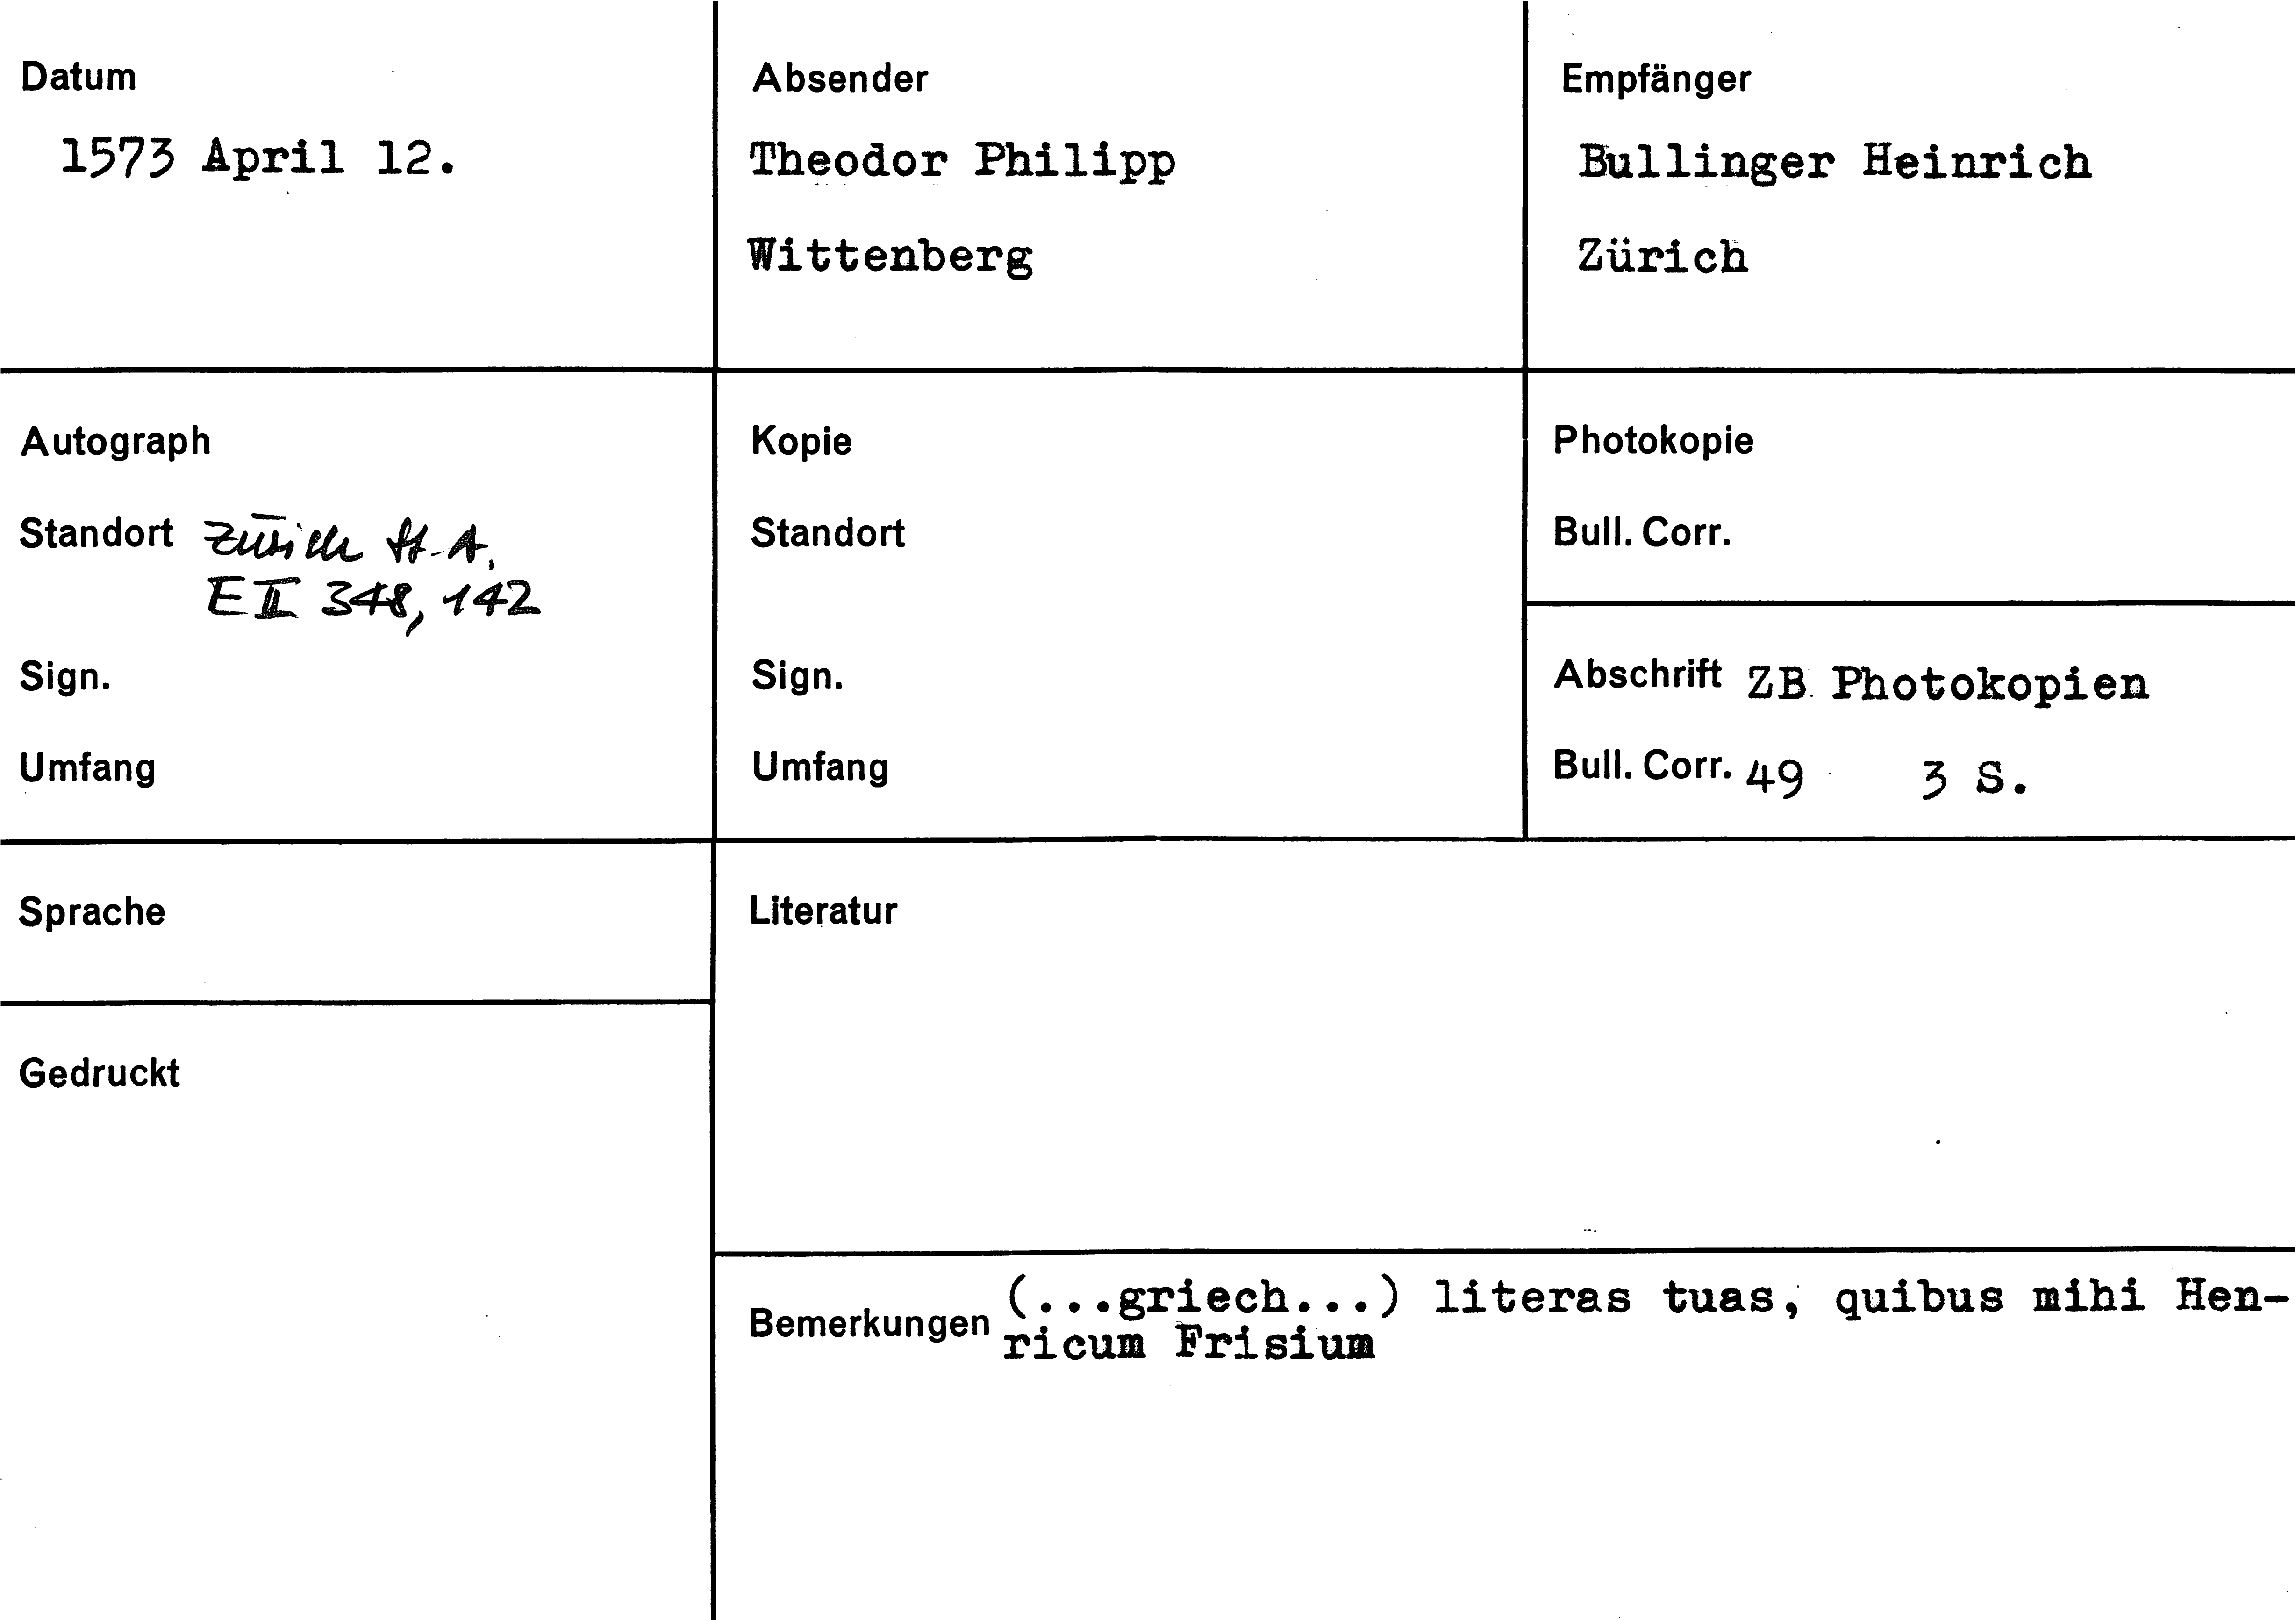 Datum
1573 April 12.
Absender
Theodor Philipp
Wittenberg
Empfänger
Bullinger Heinrich
Zürich
Autograph
Standort Zürich St.A.
E II 348, 142
Sign.
Umfang
Kopie
Standort
Sign.
Umfang
Photokopie
Bull. Corr.
Abschrift ZB Photokopien
Bull. Corr. 49 3 S.
Sprache
Gedruckt
Literatur
Bemerkungen (...griech...) literas tuas, quibus mihi Hen-
ricum Frisium